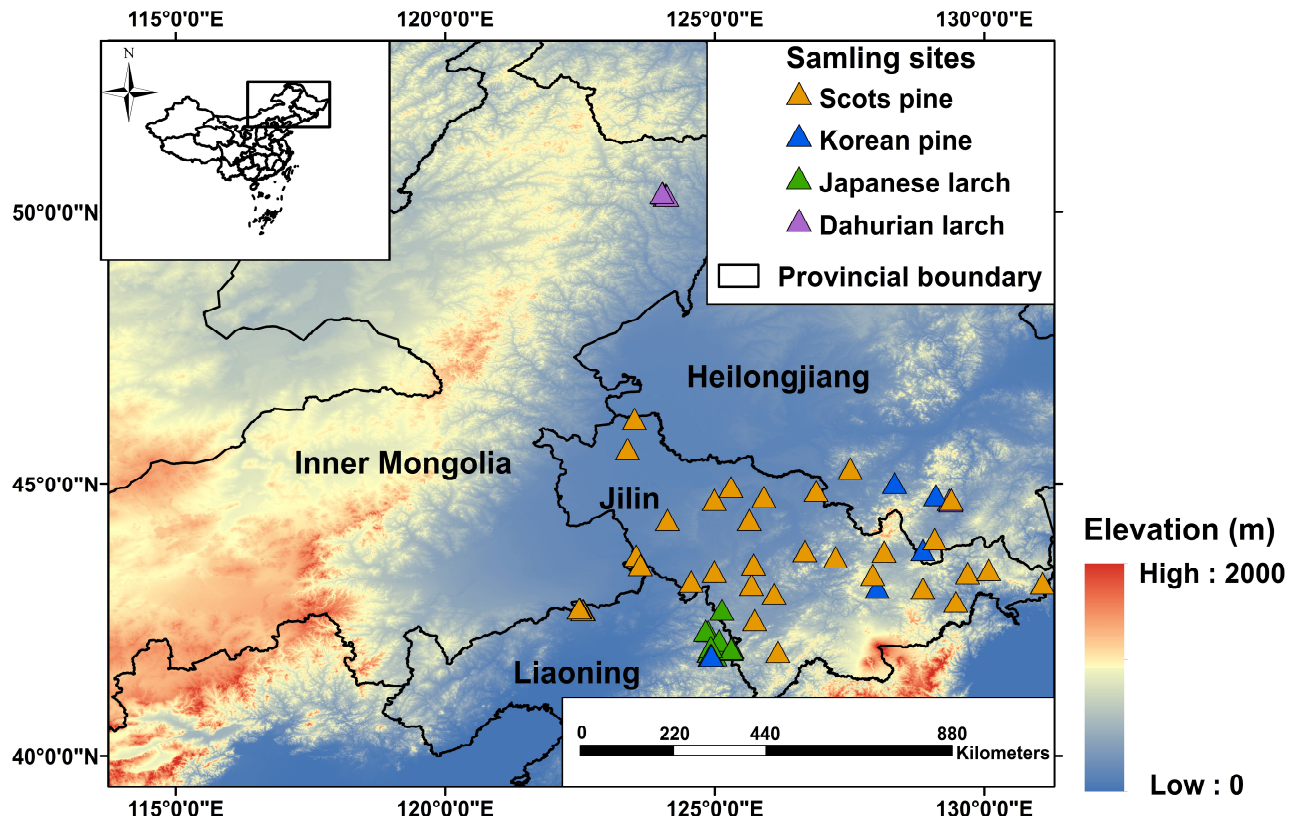 115°0'0"E 120°0'0"E 125°0'0"E 130°0'0"E
N
Samling sites
Scots pine
Korean pine
Japanese larch
Dahurian larch
Provincial boundary
50°0'0"N
Heilongjiang
Inner Mongolia
45°0'0"N
Jilin
Elevation (m)
High : 2000
Liaoning
0 220 440 880
Kilometers
40°0'0"N
Low : 0
115°0'0"E 120°0'0"E 125°0'0"E 130°0'0"E